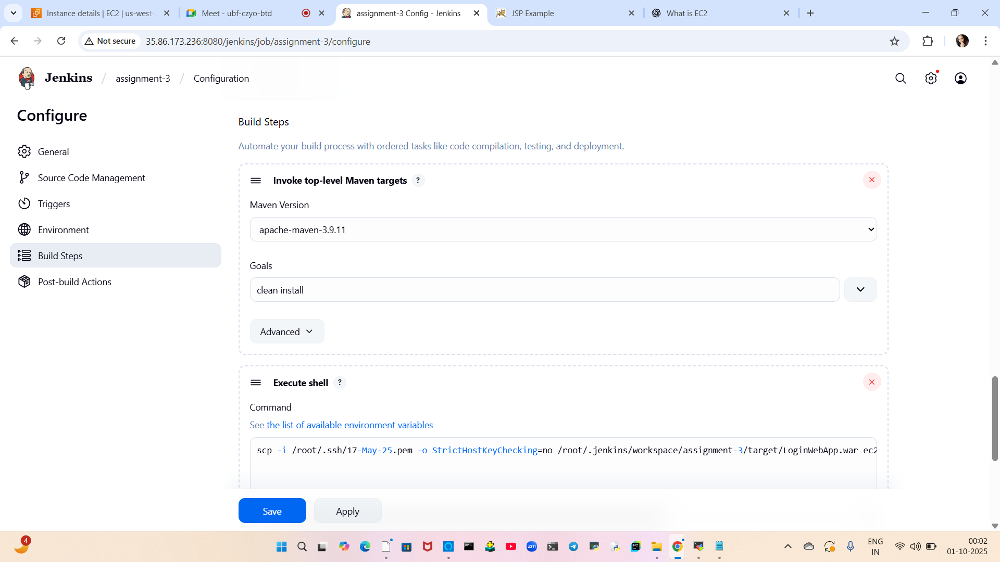 Instance details | EC2 | us-west-
Meet - ubf-czyo-btd
assignment-3 Config - Jenkins
JSP Example
What is EC2
Not secure
35.86.173.236:8080/jenkins/job/assignment-3/configure
Jenkins / assignment-3 / Configuration
Configure
General
Source Code Management
Triggers
Environment
Build Steps
Post-build Actions
Build Steps
Automate your build process with ordered tasks like code compilation, testing, and deployment.
Invoke top-level Maven targets ?
Maven Version
apache-maven-3.9.11
Goals
clean install
Advanced
Execute shell ?
Command
See the list of available environment variables
scp -i /root/.ssh/17-May-25.pem -o StrictHostKeyChecking=no /root/.jenkins/workspace/assignment-3/target/LoginWebApp.war ec2
Save
Apply
4
zm
PC
ENG
IN
00:02
01-10-2025